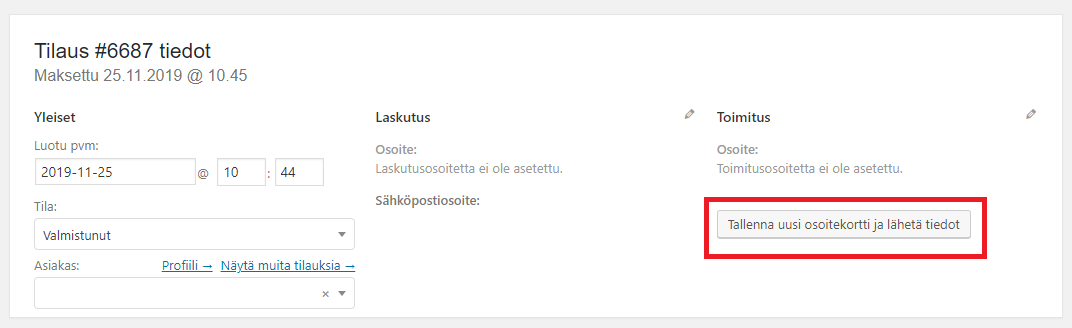 Tilaus #6687 tiedot
Maksettu 25.11.2019 @ 10.45
Yleiset
Luotu pvm:
2019-11-25 @ 10 : 44
Tila:
Valmistunut
Asiakas: Profiili → Näytä muita tilauksia →
×
Laskutus
Osoite:
Laskutusosoitetta ei ole asetettu.
Sähköpostiosoite:
Toimitus
Osoite:
Toimitusosoitetta ei ole asetettu.
Tallenna uusi osoitekortti ja lähetä tiedot